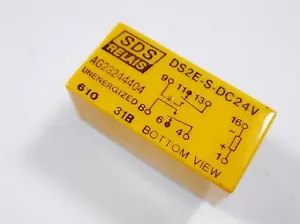 SDS
RELAIS
DS2E-S-DC24V
AG23244404
UNENERGIZED
9 11 13
16
8
6 4
1
610 31B
BOTTOM VIEW